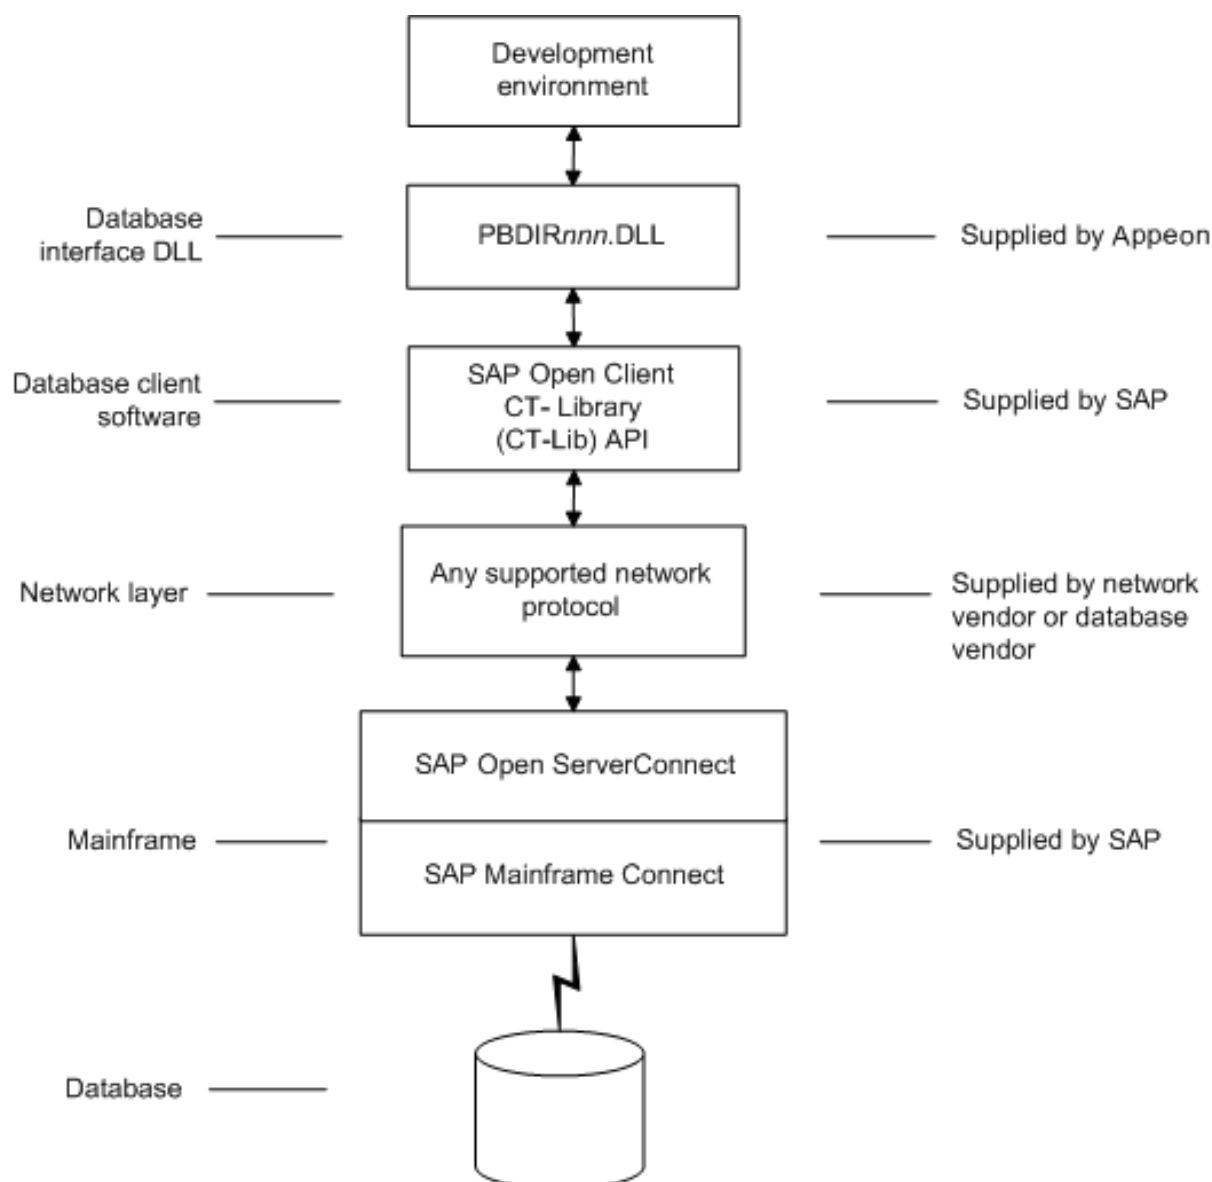 Development
environment
Database
interface DLL
PBDIRnnn.DLL
Supplied by Appeon
Database client
software
SAP Open Client
CT- Library
(CT-Lib) API
Supplied by SAP
Network layer
Any supported network
protocol
Supplied by network
vendor or database
vendor
SAP Open ServerConnect
Mainframe
SAP Mainframe Connect
Supplied by SAP
Database